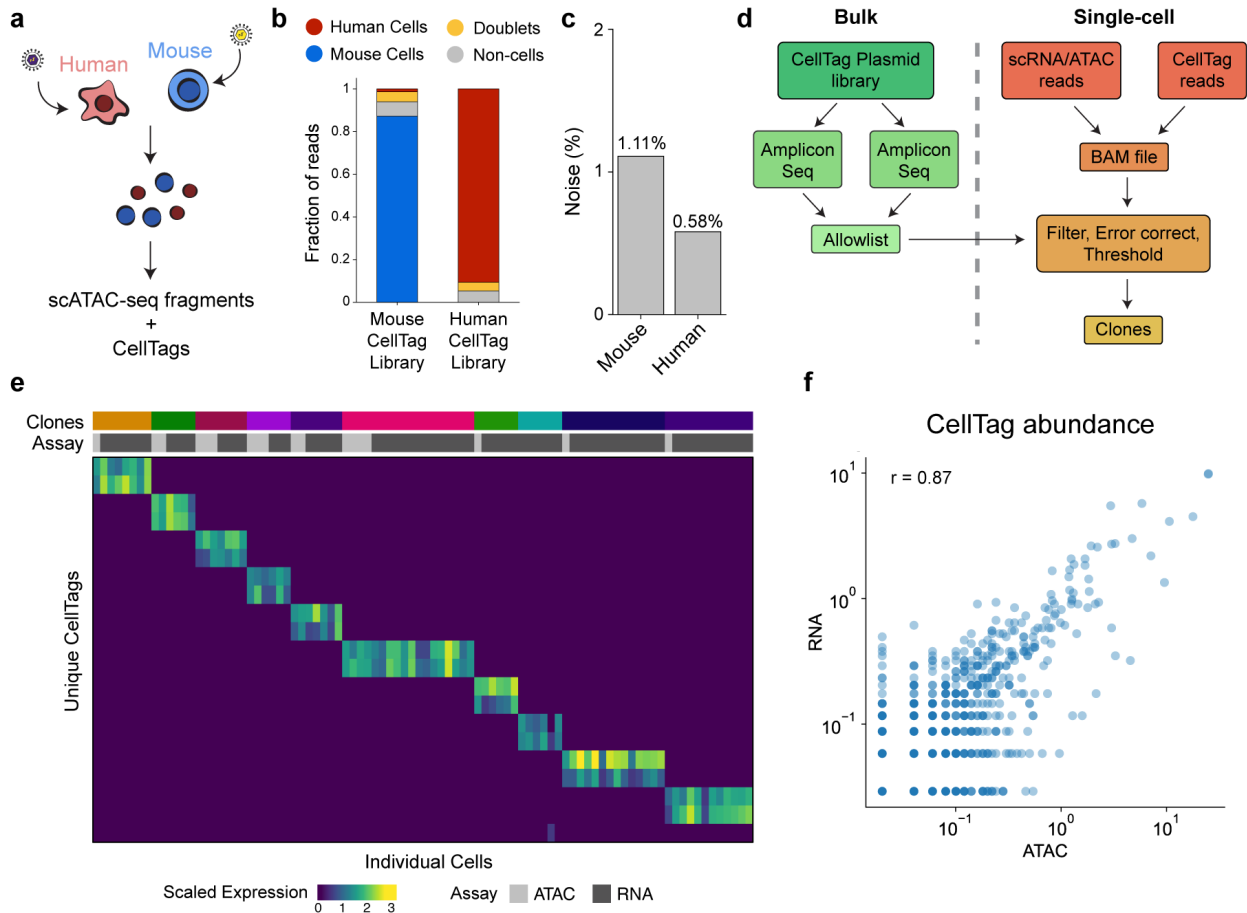 a
Human
Mouse
scATAC-seq fragments
+
CellTags
b
Human Cells
Mouse Cells
Doublets
Non-cells
Fraction of reads
1
0.8
0.6
0.4
0.2
0
Mouse
CellTag
Library
Human
CellTag
Library
c
Noise (%)
2
1
0
1.11%
0.58%
Mouse
Human
d
Bulk
Single-cell
CellTag Plasmid
library
Amplicon
Seq
Amplicon
Seq
Allowlist
scRNA/ATAC
reads
CellTag
reads
BAM file
Filter, Error correct,
Threshold
Clones
e
Clones
Assay
Unique CellTags
Individual Cells
Scaled Expression
0 1 2 3
Assay
ATAC
RNA
f
CellTag abundance
r = 0.87
RNA
10¹
10⁰
10⁻¹
10⁻¹
10⁰
10¹
ATAC